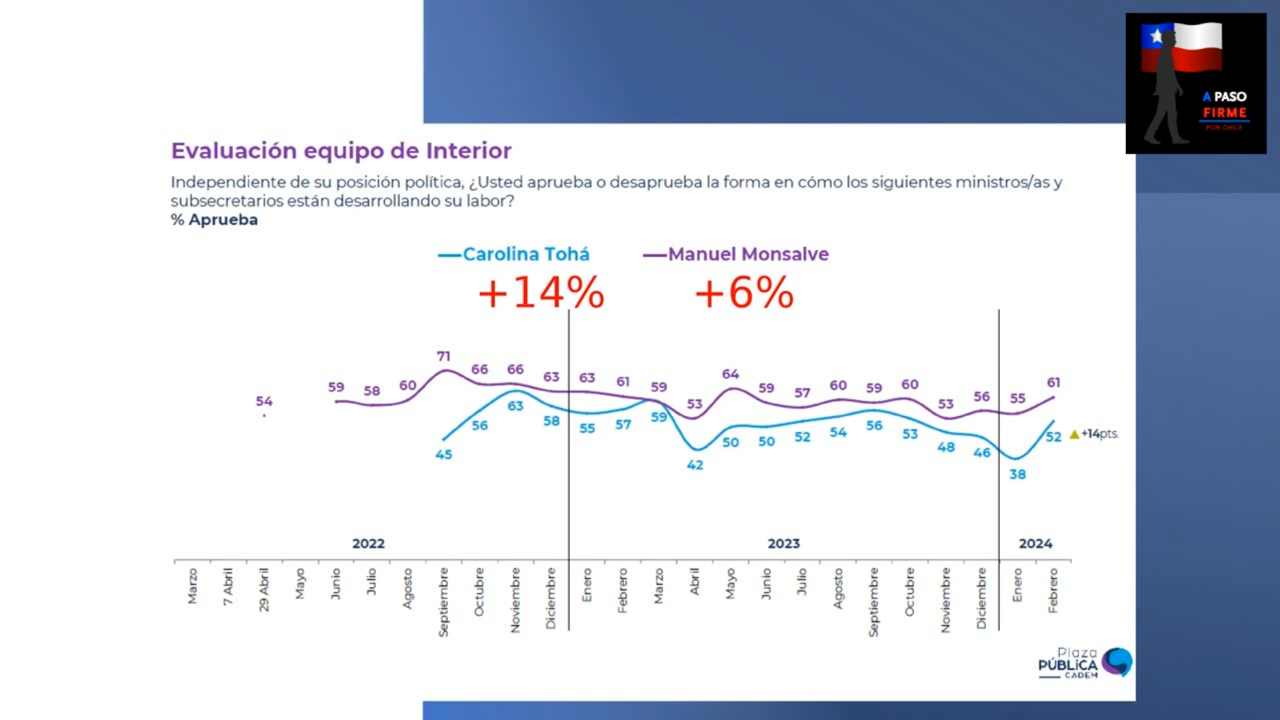 A PASO
FIRME
POR CHILE
Evaluación equipo de Interior
Independiente de su posición política, ¿Usted aprueba o desaprueba la forma en cómo los siguientes ministros/as y
subsecretarios están desarrollando su labor?
% Aprueba
Carolina Tohá Manuel Monsalve
+14% +6%
54 59 58 60 71 66 66 63 63 61 59 53 64 59 57 60 59 60 53 56 55 61
45 56 63 58 55 57 59 42 50 50 52 54 56 53 48 46 38 52 +14pts.
2022 2023 2024
Marzo 7 Abril 29 Abril Mayo Junio Julio Agosto Septiembre Octubre Noviembre Diciembre Enero Febrero Marzo Abril Mayo Junio Julio Agosto Septiembre Octubre Noviembre Diciembre Enero Febrero
Plaza
PÚBLICA
CADEM